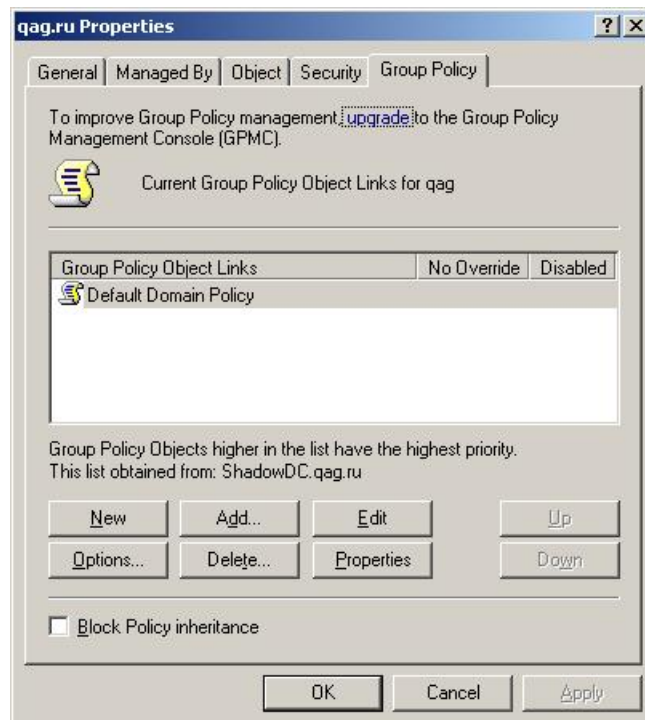 qag.ru Properties
General Managed By Object Security Group Policy
To improve Group Policy management, upgrade to the Group Policy
Management Console (GPMC).
Current Group Policy Object Links for qag
Group Policy Object Links No Override Disabled
Default Domain Policy
Group Policy Objects higher in the list have the highest priority.
This list obtained from: ShadowDC.qag.ru
New Add... Edit Up
Options... Delete... Properties Down
Block Policy inheritance
OK Cancel Apply